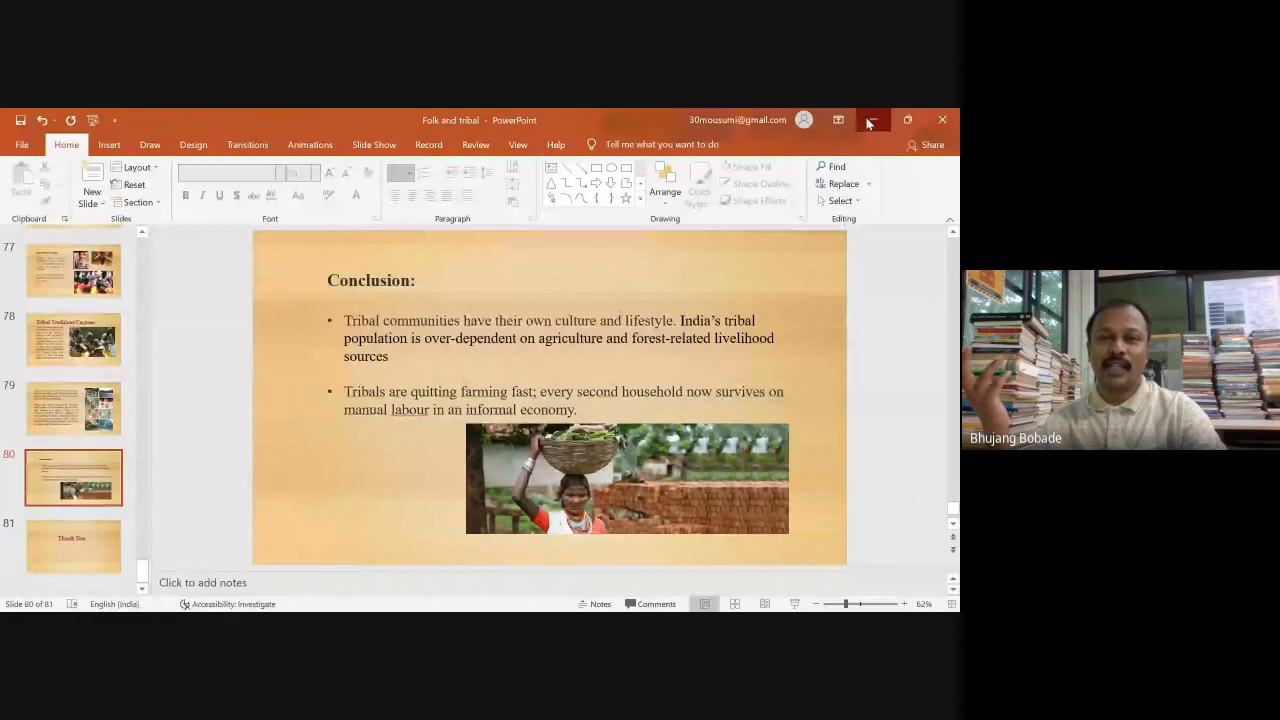 Folk and tribal - PowerPoint
30mousumi@gmail.com
File Home Insert Draw Design Transitions Animations Slide Show Record Review View Help Tell me what you want to do Share
Paste
Clipboard
New
Slide
Layout
Reset
Section
Slides
Font
Paragraph
Arrange
Quick
Styles
Shape Fill
Shape Outline
Shape Effects
Drawing
Find
Replace
Select
Editing
77
78
Tribal Traditional Costume
79
80
81
Thank You
Conclusion:
• Tribal communities have their own culture and lifestyle. India's tribal
population is over-dependent on agriculture and forest-related livelihood
sources
• Tribals are quitting farming fast; every second household now survives on
manual labour in an informal economy.
Click to add notes
Slide 80 of 81 English (India) Accessibility: Investigate Notes Comments 62%
Bhujang Bobade